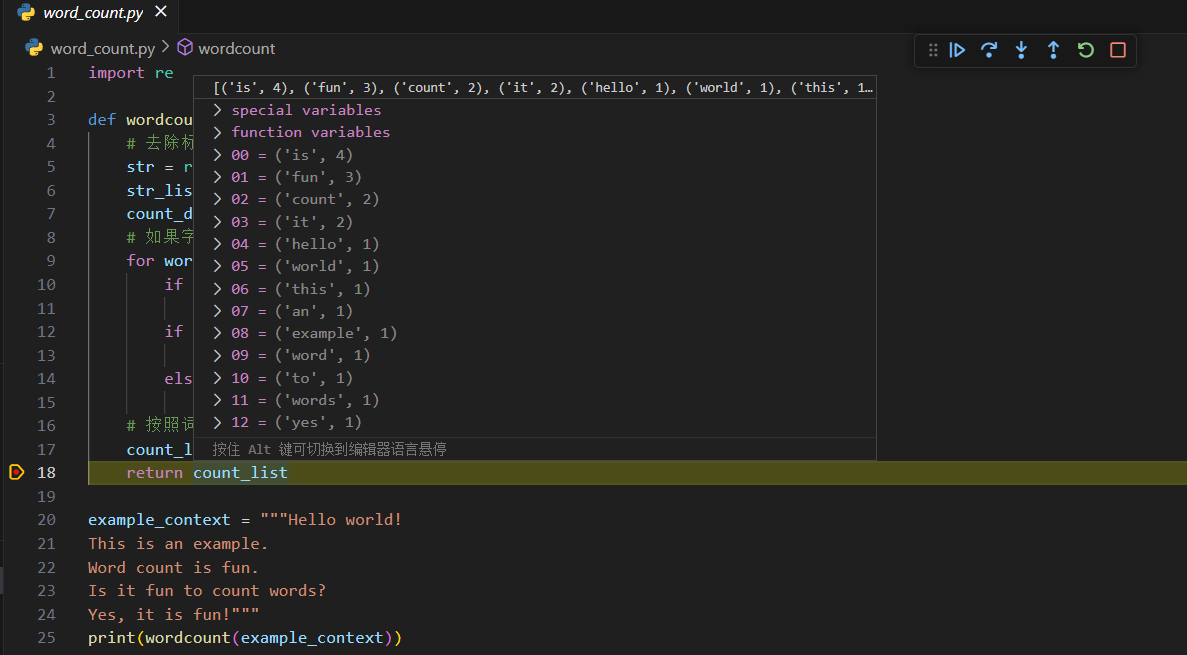 word_count.py
word_count.py > wordcount
1 import re
2
3 def wordcou
4 # 去除标
5 str = r
6 str_lis
7 count_d
8 # 如果字
9 for wor
10 if
11
12 if
13
14 els
15
16 # 按照词
17 count_l
18 return count_list
19
20 example_context = """Hello world!
21 This is an example.
22 Word count is fun.
23 Is it fun to count words?
24 Yes, it is fun!"""
25 print(wordcount(example_context))
[('is', 4), ('fun', 3), ('count', 2), ('it', 2), ('hello', 1), ('world', 1), ('this', 1…
> special variables
> function variables
> 00 = ('is', 4)
> 01 = ('fun', 3)
> 02 = ('count', 2)
> 03 = ('it', 2)
> 04 = ('hello', 1)
> 05 = ('world', 1)
> 06 = ('this', 1)
> 07 = ('an', 1)
> 08 = ('example', 1)
> 09 = ('word', 1)
> 10 = ('to', 1)
> 11 = ('words', 1)
> 12 = ('yes', 1)
按住 Alt 键可切换到编辑器语言悬停